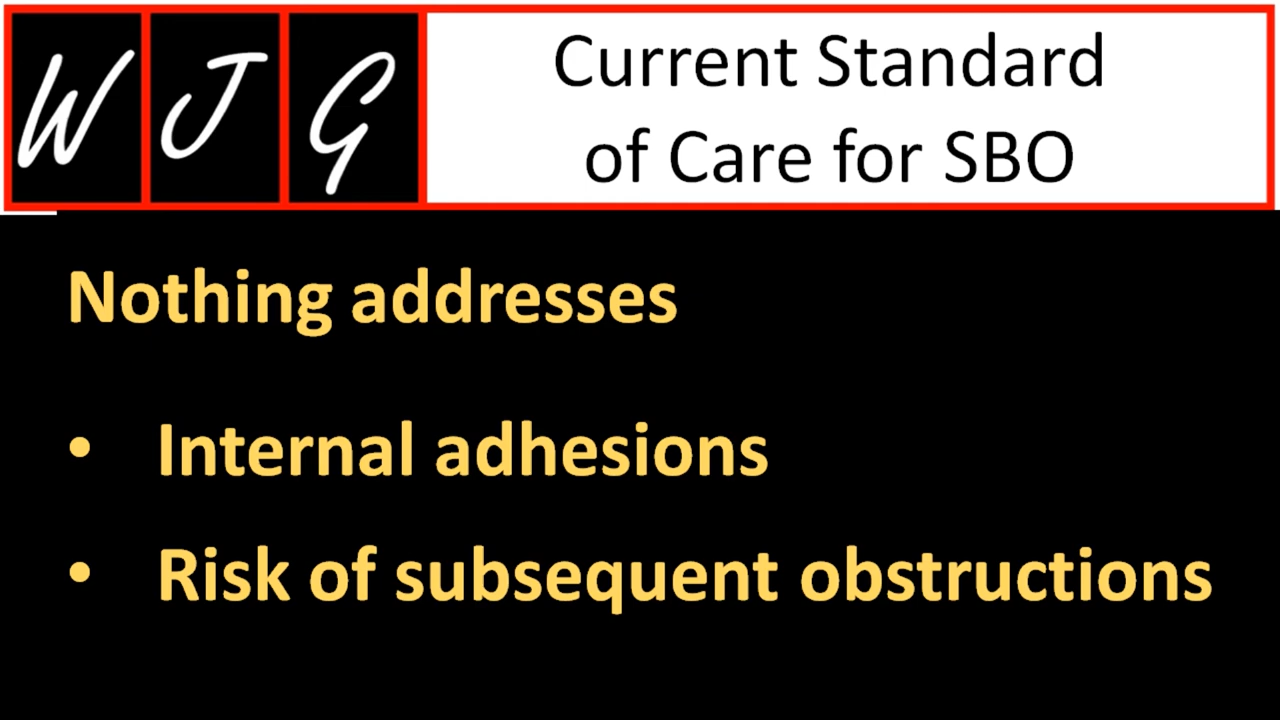 W J G
Current Standard
of Care for SBO
Nothing addresses
• Internal adhesions
• Risk of subsequent obstructions